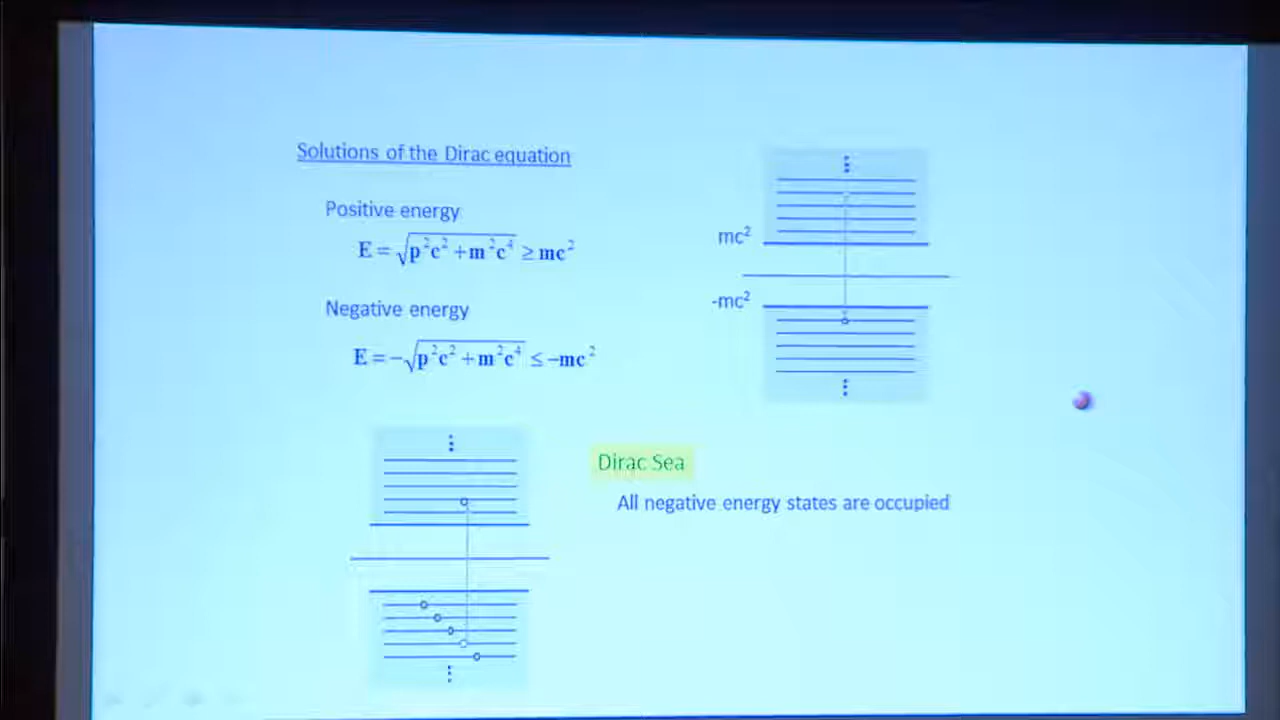 Solutions of the Dirac equation
Positive energy
E = √p²c² + m²c⁴ ≥ mc²
Negative energy
E = −√p²c² + m²c⁴ ≤ −mc²
mc²
-mc²
Dirac Sea
All negative energy states are occupied